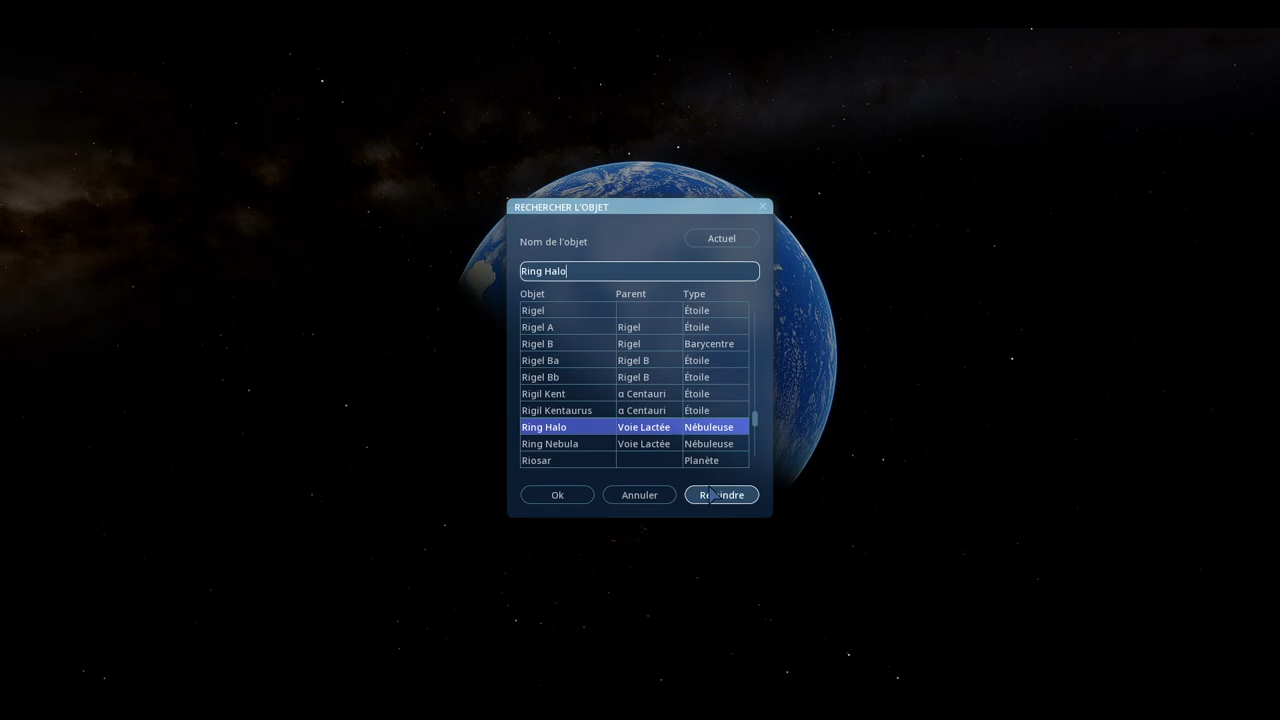 RECHERCHER L'OBJET
Nom de l'objet
Actuel
Ring Halo
Objet Parent Type
Rigel Étoile
Rigel A Rigel Étoile
Rigel B Rigel Barycentre
Rigel Ba Rigel B Étoile
Rigel Bb Rigel B Étoile
Rigil Kent α Centauri Étoile
Rigil Kentaurus α Centauri Étoile
Ring Halo Voie Lactée Nébuleuse
Ring Nebula Voie Lactée Nébuleuse
Riosar Planète
Ok Annuler